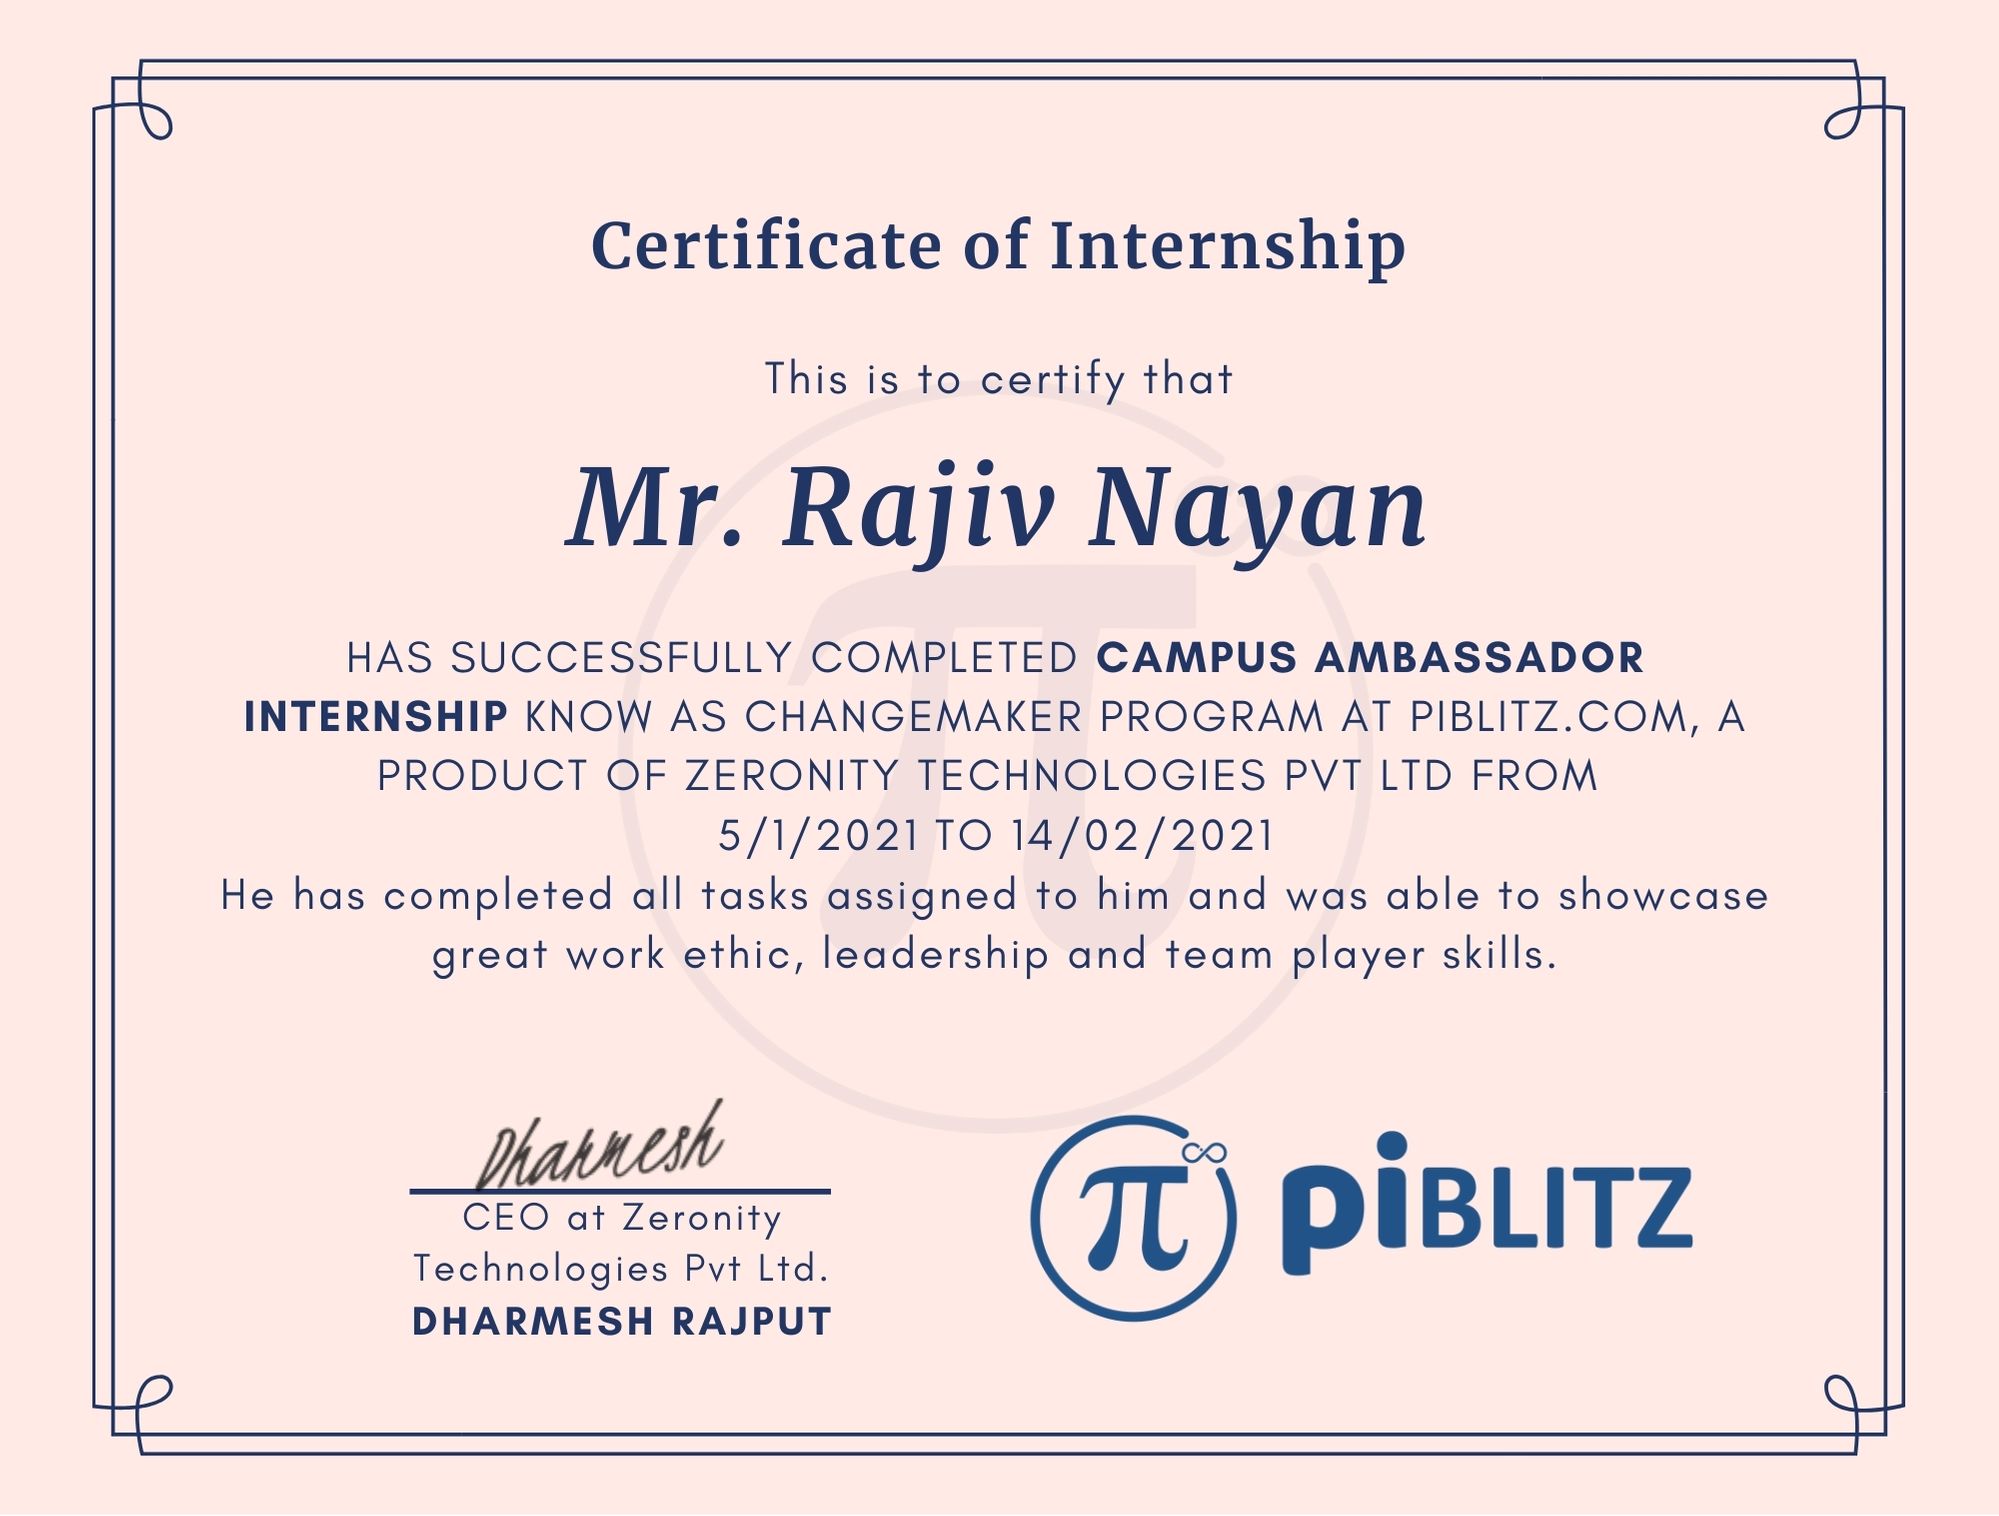 Certificate of Internship
This is to certify that
Mr. Rajiv Nayan
HAS SUCCESSFULLY COMPLETED CAMPUS AMBASSADOR
INTERNSHIP KNOW AS CHANGEMAKER PROGRAM AT PIBLITZ.COM, A
PRODUCT OF ZERONITY TECHNOLOGIES PVT LTD FROM
5/1/2021 TO 14/02/2021
He has completed all tasks assigned to him and was able to showcase
great work ethic, leadership and team player skills.
Dharmesh
CEO at Zeronity
Technologies Pvt Ltd.
DHARMESH RAJPUT
π ∞
piBLITZ